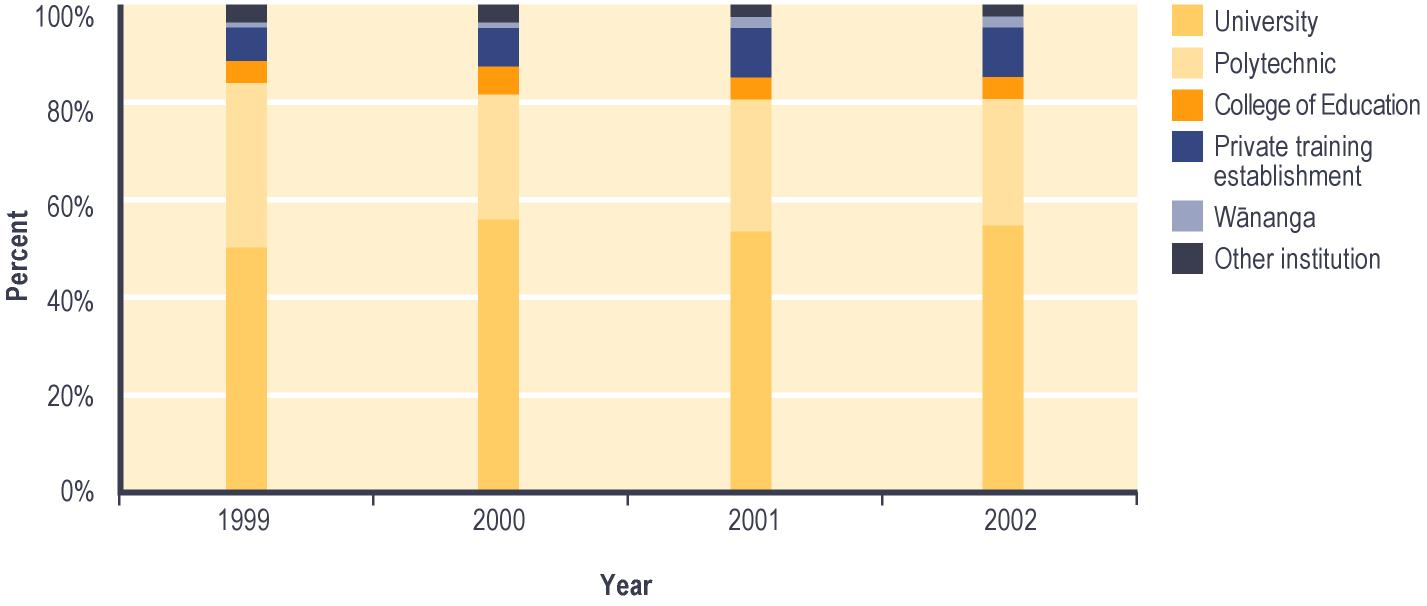 100%
80%
60%
40%
20%
0%
Percent
1999
2000
2001
2002
Year
University
Polytechnic
College of Education
Private training
establishment
Wānanga
Other institution